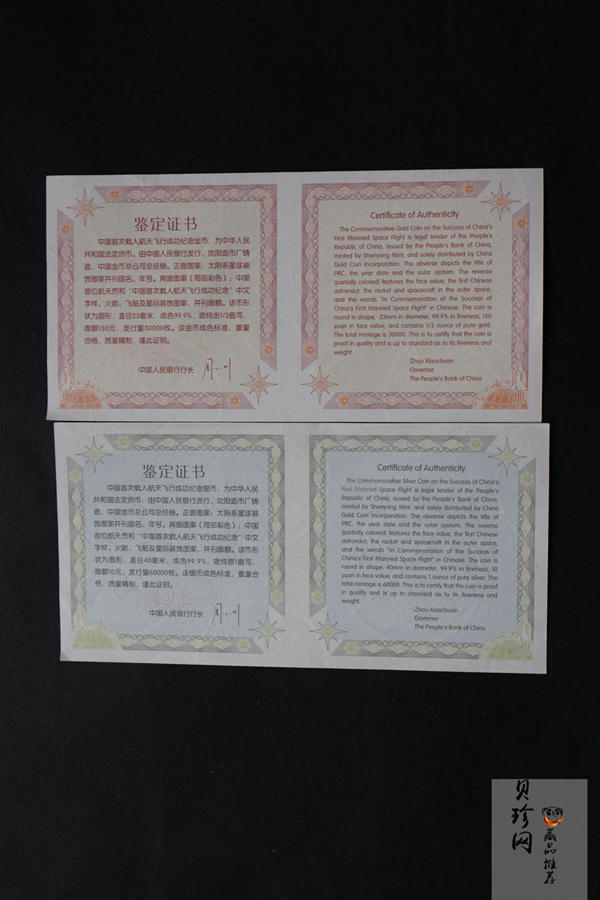 鉴定证书
中国首次载人航天飞行成功纪念金币，为中华人民
共和国法定货币。由中国人民银行发行、沈阳造币厂铸
造、中国金币总公司总经销。正面图案：太阳系星球装
饰图案并刊国名、年号。背面图案（局部彩色）：中国
首位航天员和“中国首次载人航天飞行成功纪念”中文
字样，火箭、飞船及星际装饰图案，并刊面额。该币形
状为圆形，直径23毫米，成色99.9%，含纯金1/3盎司，
面额150元，发行量30000枚。该金币成色标准，重量
合格，质量精制，谨此证明。
中国人民银行行长
Certificate of Authenticity
The Commemorative Gold Coin on the Success of China's
First Manned Space Flight is legal tender of the People's
Republic of China, issued by the People's Bank of China,
minted by Shenyang Mint, and solely distributed by China
Gold Coin Incorporation. The obverse depicts the title of
PRC, the year date and the solar system. The reverse
(partially colored) features the face value, the first Chinese
astronaut, the rocket and spacecraft in the outer space,
and the words "in Commemoration of the Success of
China's First Manned Space Flight" in Chinese. The coin is
round in shape, 23mm in diameter, 99.9% in fineness, 150
yuan in face value, and contains 1/3 ounce of pure gold.
The total mintage is 30000. This is to certify that the coin is
proof in quality and is up to standard as to its fineness and
weight.
Zhou Xiaochuan
Governor
The People's Bank of China
鉴定证书
中国首次载人航天飞行成功纪念银币，为中华人民
共和国法定货币，由中国人民银行发行、沈阳造币厂铸
造、中国金币总公司总经销。正面图案：太阳系星球装
饰图案并刊国名、年号。背面图案（局部彩色）：中国
首位航天员和“中国首次载人航天飞行成功纪念”中文
字样，火箭、飞船及星际装饰图案，并刊面额。该币形
状为圆形，直径40毫米，成色99.9%，含纯银1盎司，
面额10元，发行量60000枚。该银币成色标准，重量合
格，质量精制，谨此证明。
中国人民银行行长
Certificate of Authenticity
The Commemorative Silver Coin on the Success of China's
First Manned Space Flight is legal tender of the People's
Republic of China, issued by the People's Bank of China,
minted by Shenyang Mint, and solely distributed by China
Gold Coin Incorporation. The obverse depicts the title of
PRC, the year date and the solar system. The reverse
(partially colored) features the face value, the first Chinese
astronaut, the rocket and spacecraft in the outer space,
and the words "in Commemoration of the Success of
China's First Manned Space Flight" in Chinese. The coin is
round in shape, 40mm in diameter, 99.9% in fineness, 10
yuan in face value, and contains 1 ounce of pure silver. The
total mintage is 60000. This is to certify that the coin is proof
in quality and is up to standard as to its fineness and
weight.
Zhou Xiaochuan
Governor
The People's Bank of China
贝珍网
藏品推荐